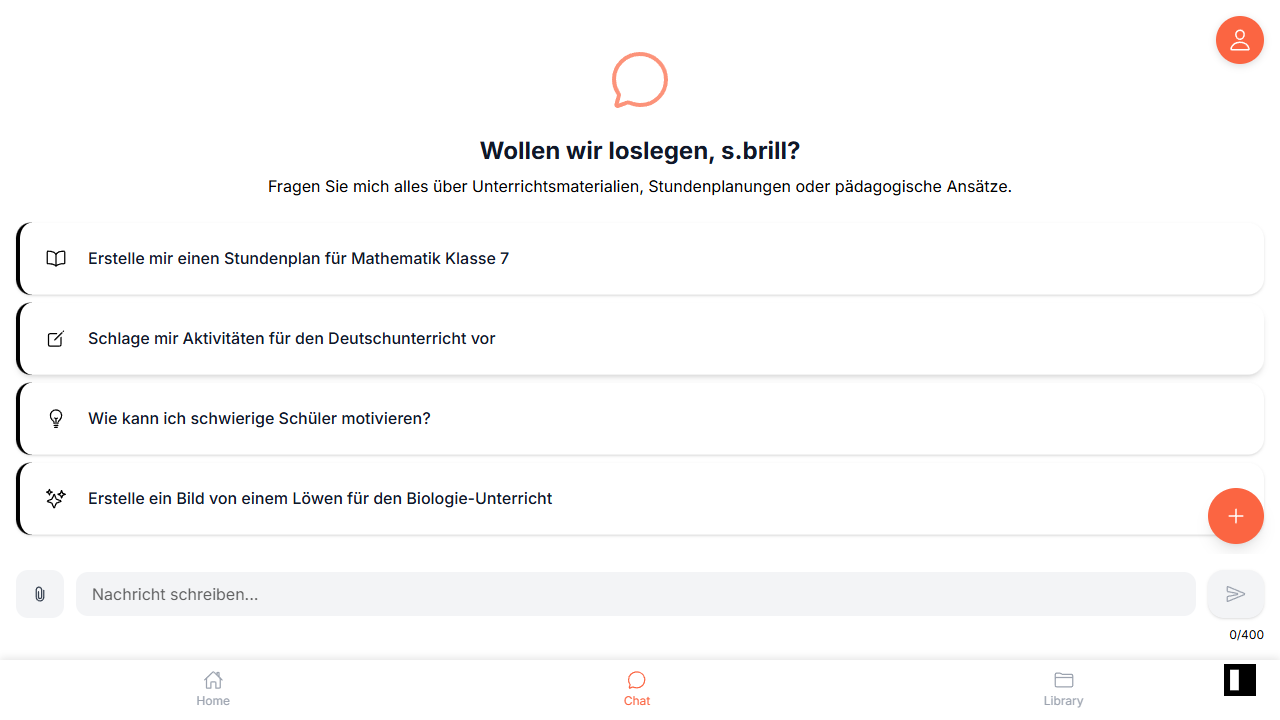 Wollen wir loslegen, s.brill?
Fragen Sie mich alles über Unterrichtsmaterialien, Stundenplanungen oder pädagogische Ansätze.
Erstelle mir einen Stundenplan für Mathematik Klasse 7
Schlage mir Aktivitäten für den Deutschunterricht vor
Wie kann ich schwierige Schüler motivieren?
Erstelle ein Bild von einem Löwen für den Biologie-Unterricht
Nachricht schreiben...
0/400
Home
Chat
Library